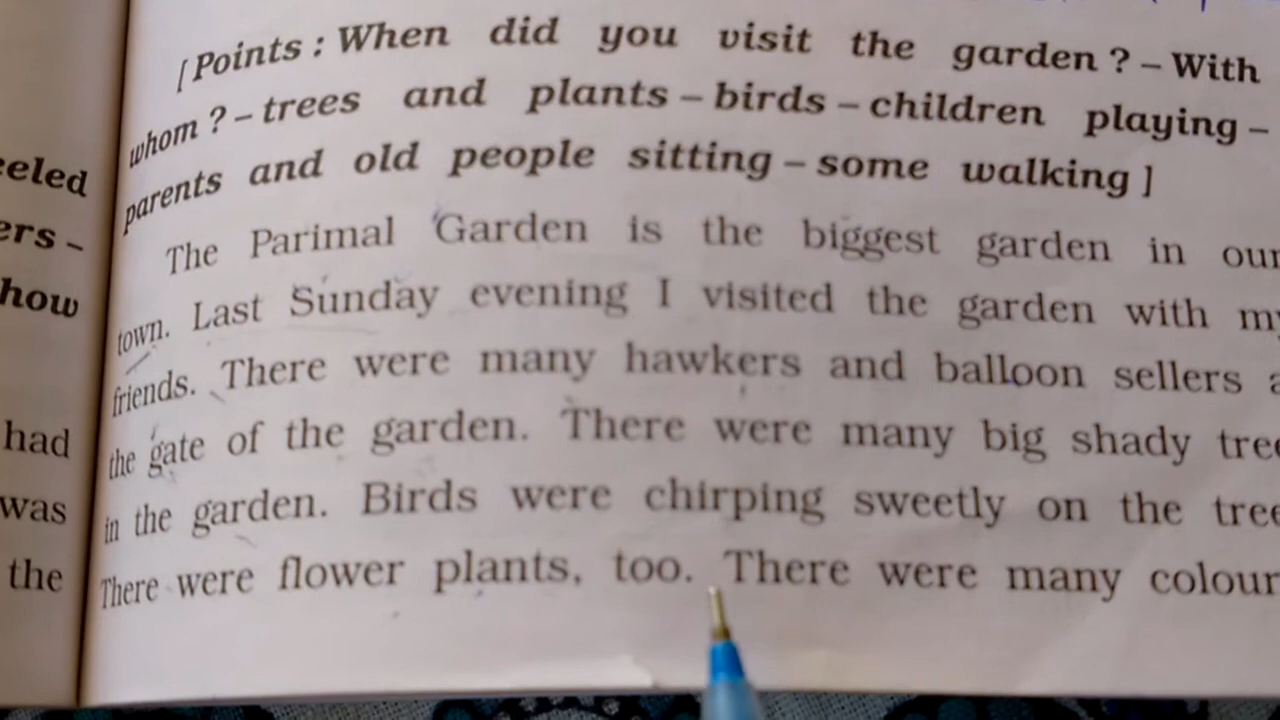 [ Points : When did you visit the garden ? – With
whom ? – trees and plants – birds – children playing –
parents and old people sitting – some walking ]
The Parimal Garden is the biggest garden in our
town. Last Sunday evening I visited the garden with my
friends. There were many hawkers and balloon sellers
the gate of the garden. There were many big shady
in the garden. Birds were chirping sweetly on the
There were flower plants, too. There were many colour
eeled
ers –
how
had
was
the